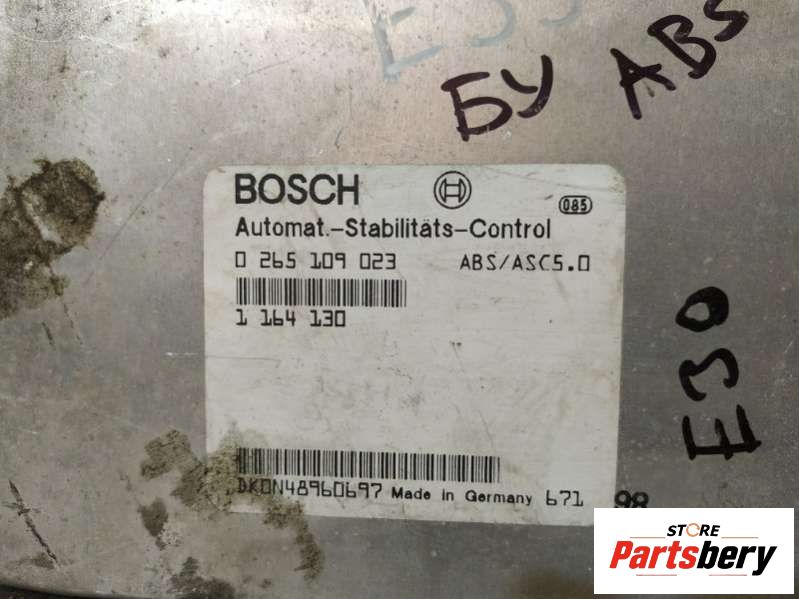 БУ ABS
BOSCH
085
Automat.-Stabilitäts-Control
0 265 109 023 ABS/ASC5.0
1 164 130
E30
DKON48960697 Made in Germany 671 98
STORE
Partsbery